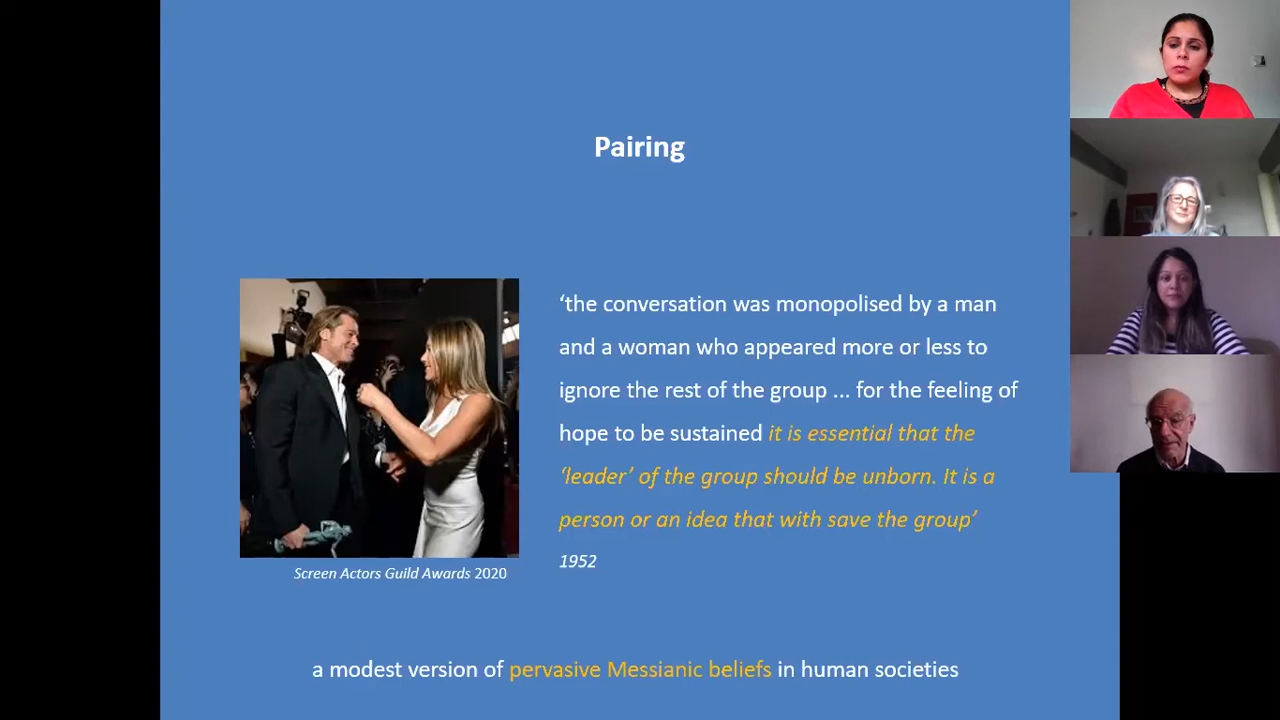 Pairing
‘the conversation was monopolised by a man
and a woman who appeared more or less to
ignore the rest of the group ... for the feeling of
hope to be sustained it is essential that the
‘leader’ of the group should be unborn. It is a
person or an idea that with save the group’
1952
Screen Actors Guild Awards 2020
a modest version of pervasive Messianic beliefs in human societies